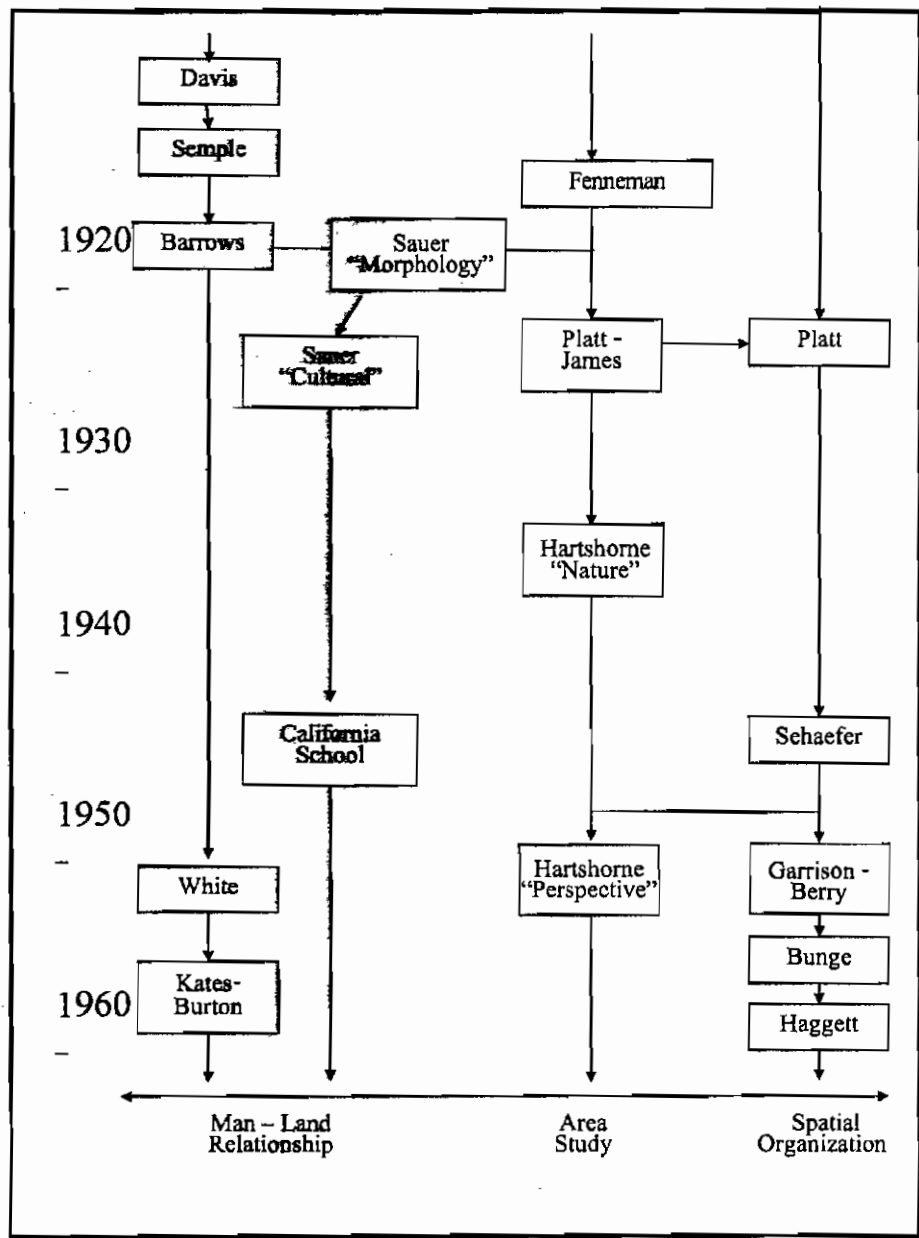 Davis
Semple
Fenneman
1920
Barrows
Sauer
“Morphology”
–
Sauer
“Cultural”
Platt -
James
Platt
1930
–
Hartshorne
“Nature”
1940
–
California
School
Sehaefer
1950
–
White
Hartshorne
“Perspective”
Garrison -
Berry
Bunge
Kates-
Burton
1960
Haggett
–
Man – Land
Relationship
Area
Study
Spatial
Organization